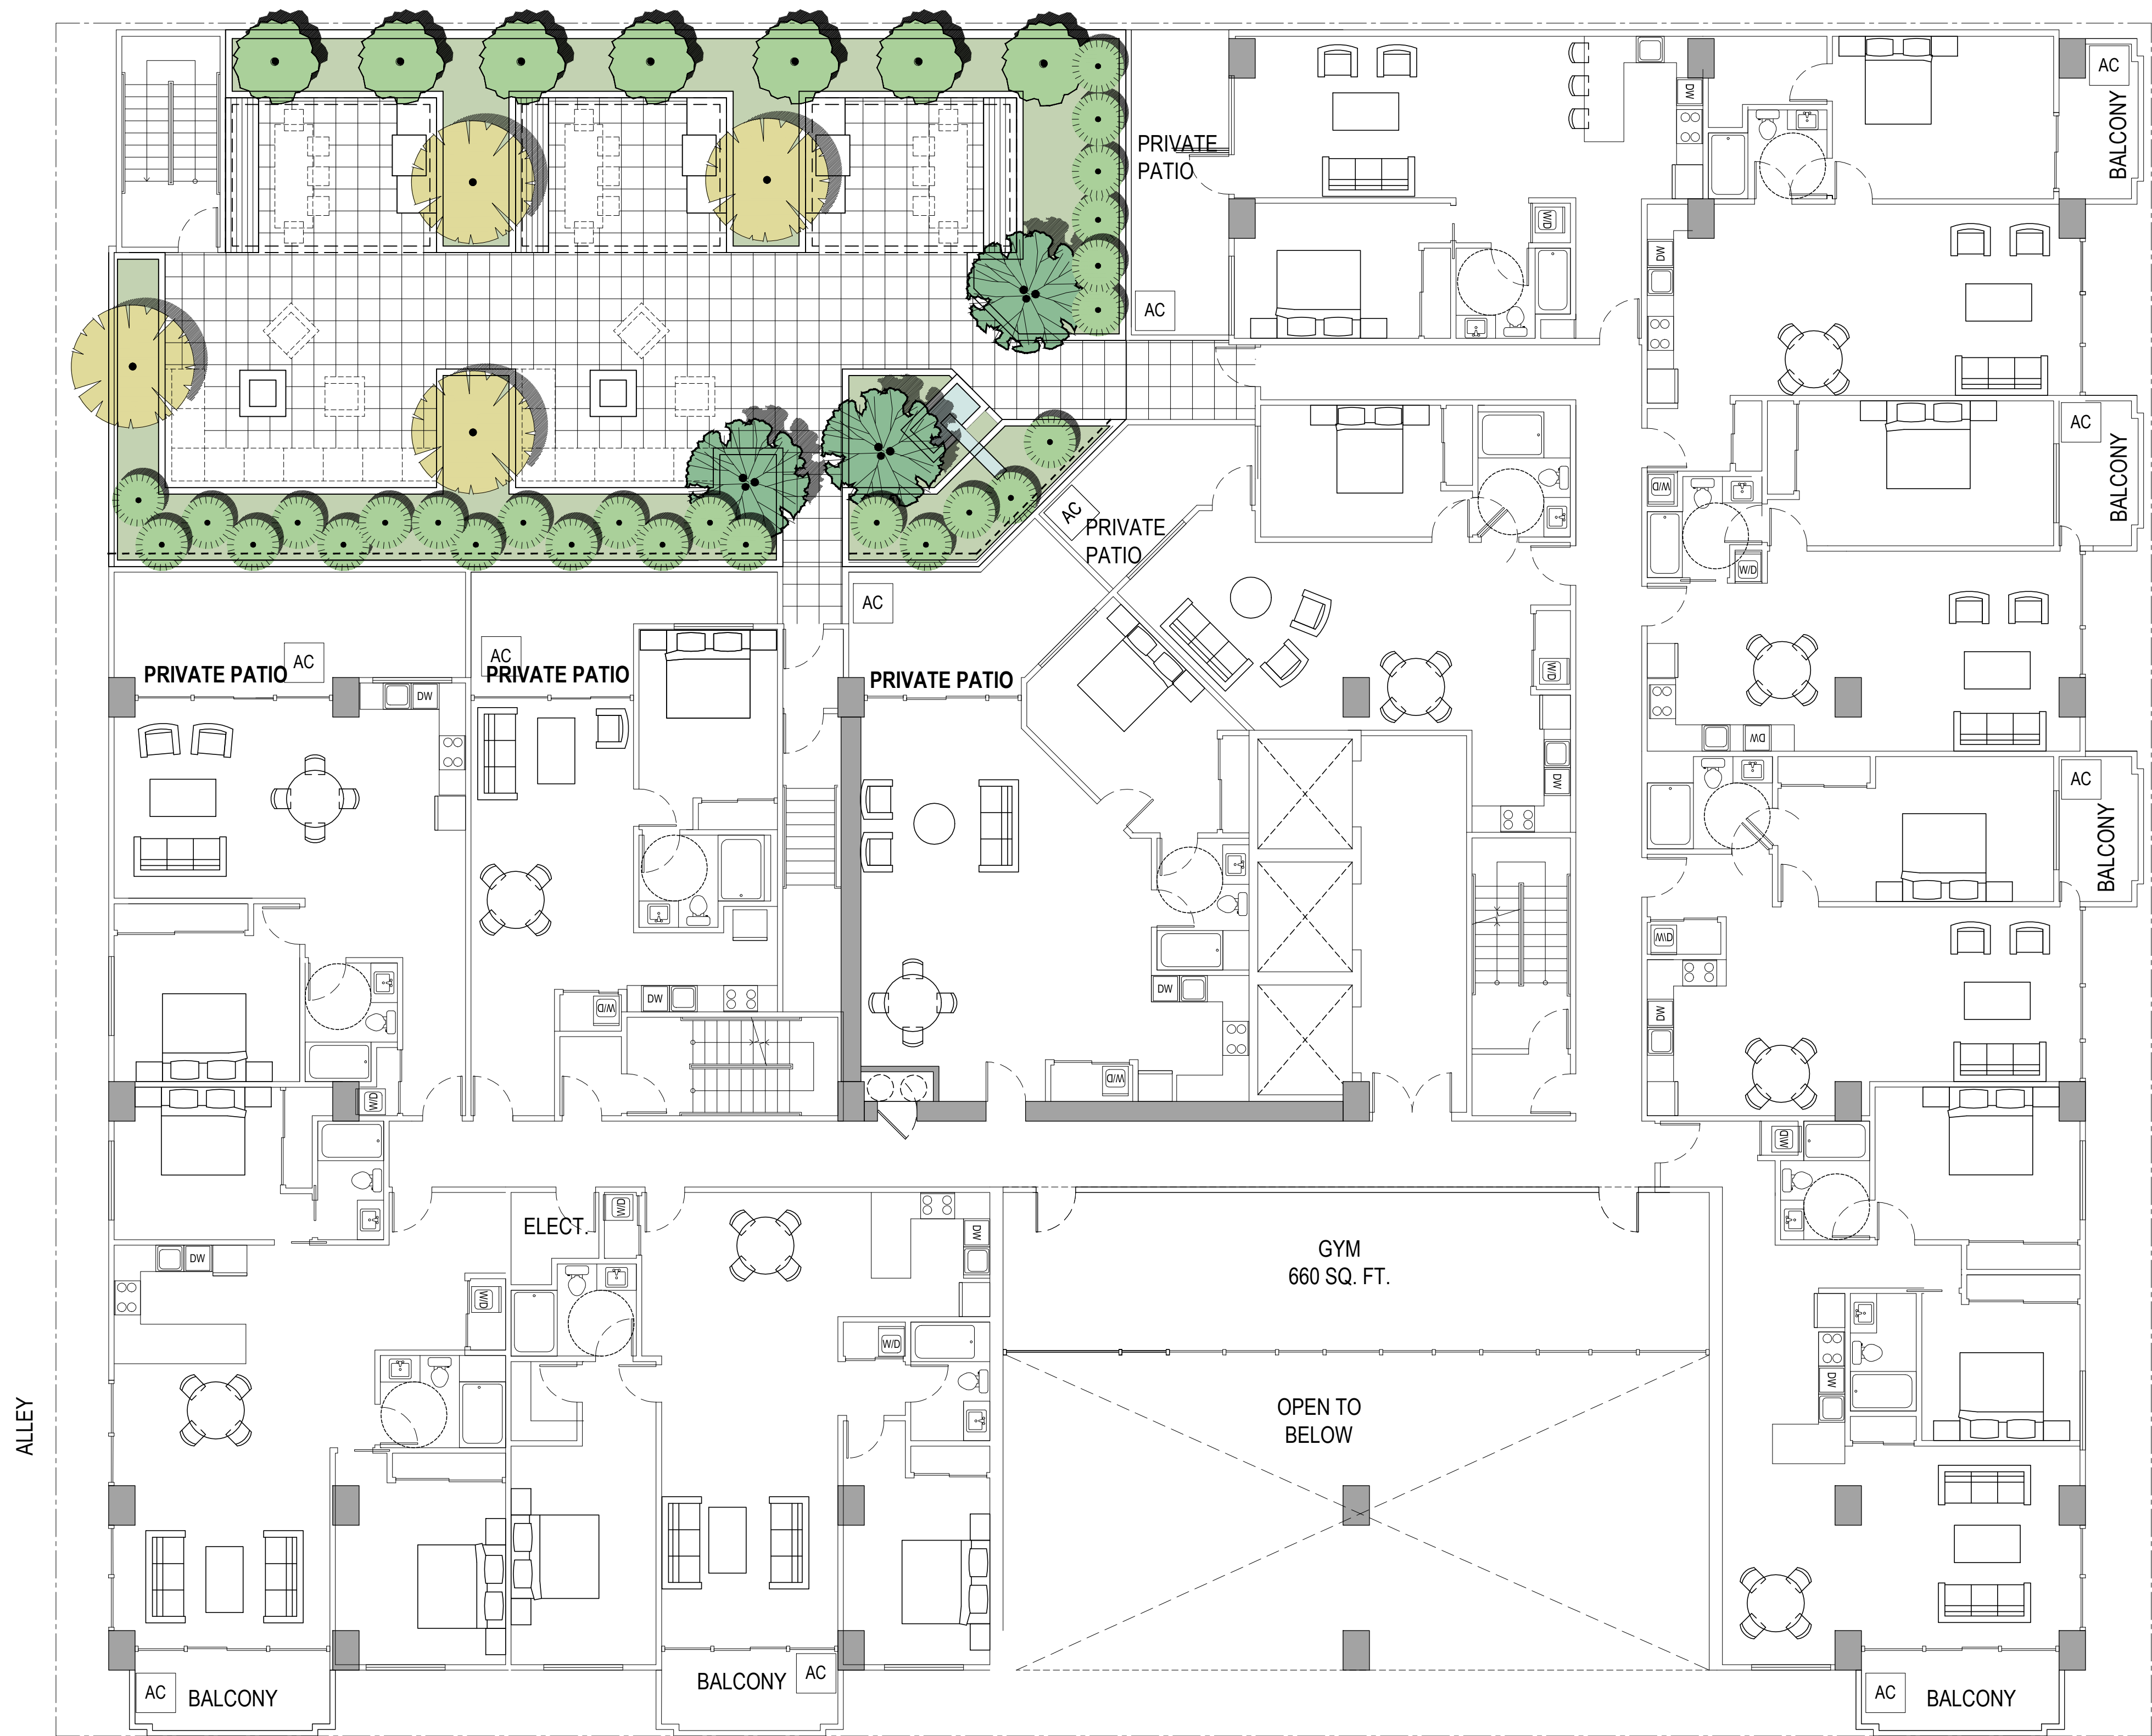 AC
BALCONY
DW
PRIVATE
PATIO
W/D
DW
AC
AC
BALCONY
W/D
AC
PRIVATE
PATIO
W/D
AC
AC
PRIVATE PATIO
AC
PRIVATE PATIO
PRIVATE PATIO
W/D
DW
DW
DW
AC
BALCONY
W/D
DW
W/D
DW
W/D
DW
W/D
W/D
W/D
W/D
ELECT.
DW
GYM
660 SQ. FT.
DW
W/D
W/D
DW
OPEN TO
BELOW
ALLEY
AC
BALCONY
BALCONY
AC
AC
BALCONY